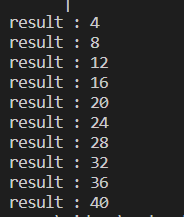 result : 4
result : 8
result : 12
result : 16
result : 20
result : 24
result : 28
result : 32
result : 36
result : 40